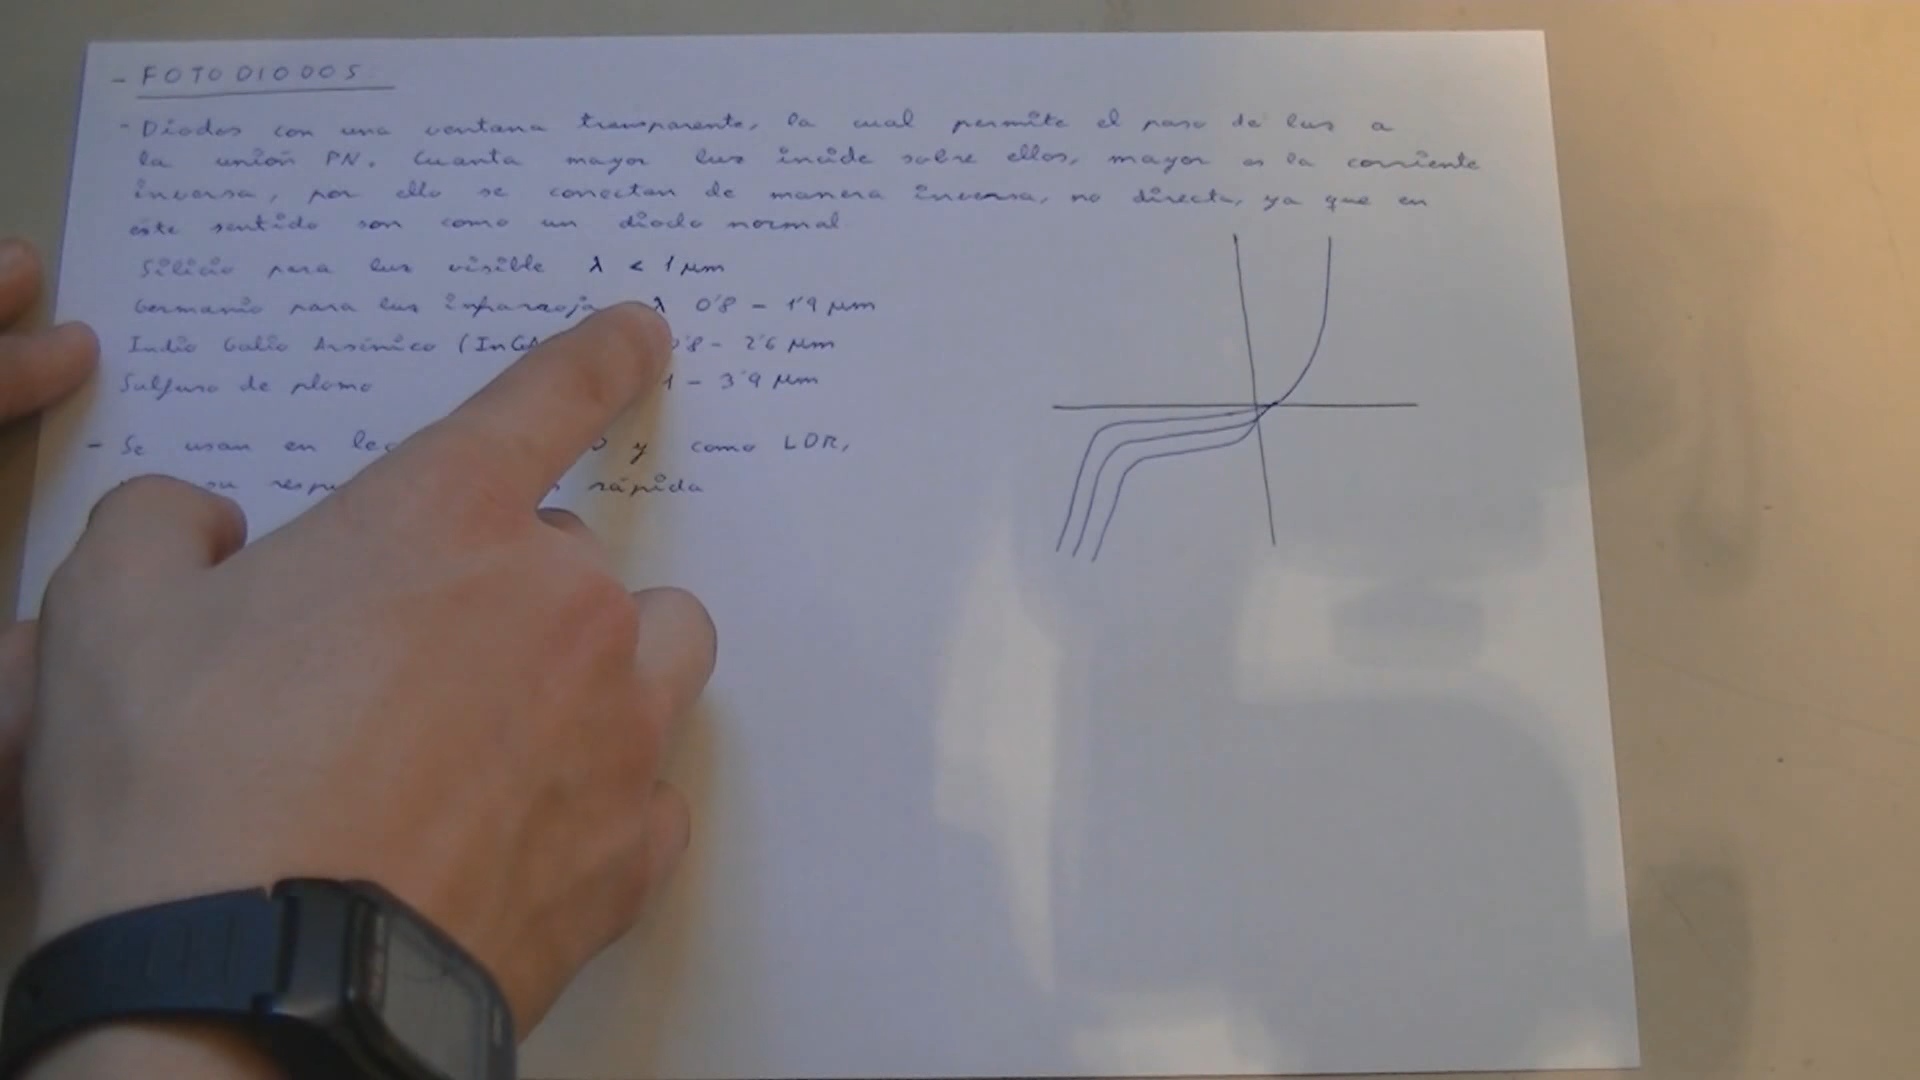 - FOTODIODOS
- Diodos con una ventana transparente, la cual permite el paso de luz a
la unión PN. Cuanta mayor luz incide sobre ellos, mayor es la corriente
inversa, por ello se conectan de manera inversa, no directa, ya que en
este sentido son como un diodo normal
Silicio para luz visible λ < 1 μm
Germanio para luz infrarroja λ 0'8 - 1'9 μm
Indio Galio Arsénico (InGA 0'8 - 2'6 μm
Sulfuro de plomo 1 - 3'9 μm
- Se usan en y como LDR,
su rápida